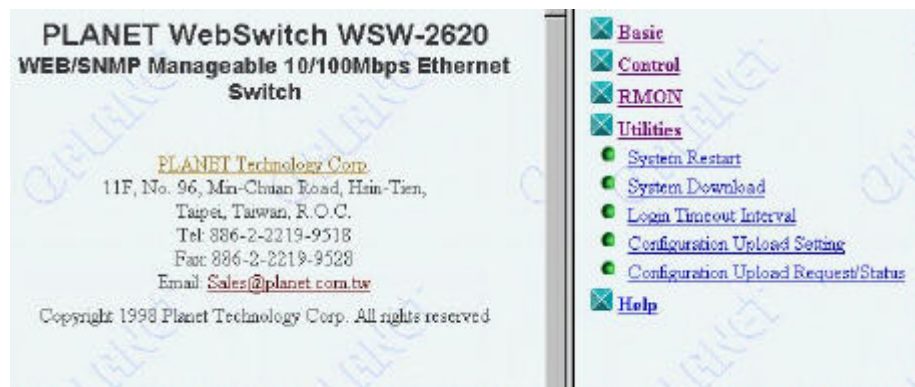 PLANET WebSwitch WSW-2620
WEB/SNMP Manageable 10/100Mbps Ethernet
Switch
PLANET Technology Corp.
11F, No. 96, Min-Chuan Road, Hsin-Tien,
Taipei, Taiwan, R.O.C.
Tel: 886-2-2219-9518
Fax: 886-2-2219-9528
Email: Sales@planet.com.tw
Copyright 1998 Planet Technology Corp. All rights reserved
Basic
Control
RMON
Utilities
System Restart
System Download
Login Timeout Interval
Configuration Upload Setting
Configuration Upload Request/Status
Help